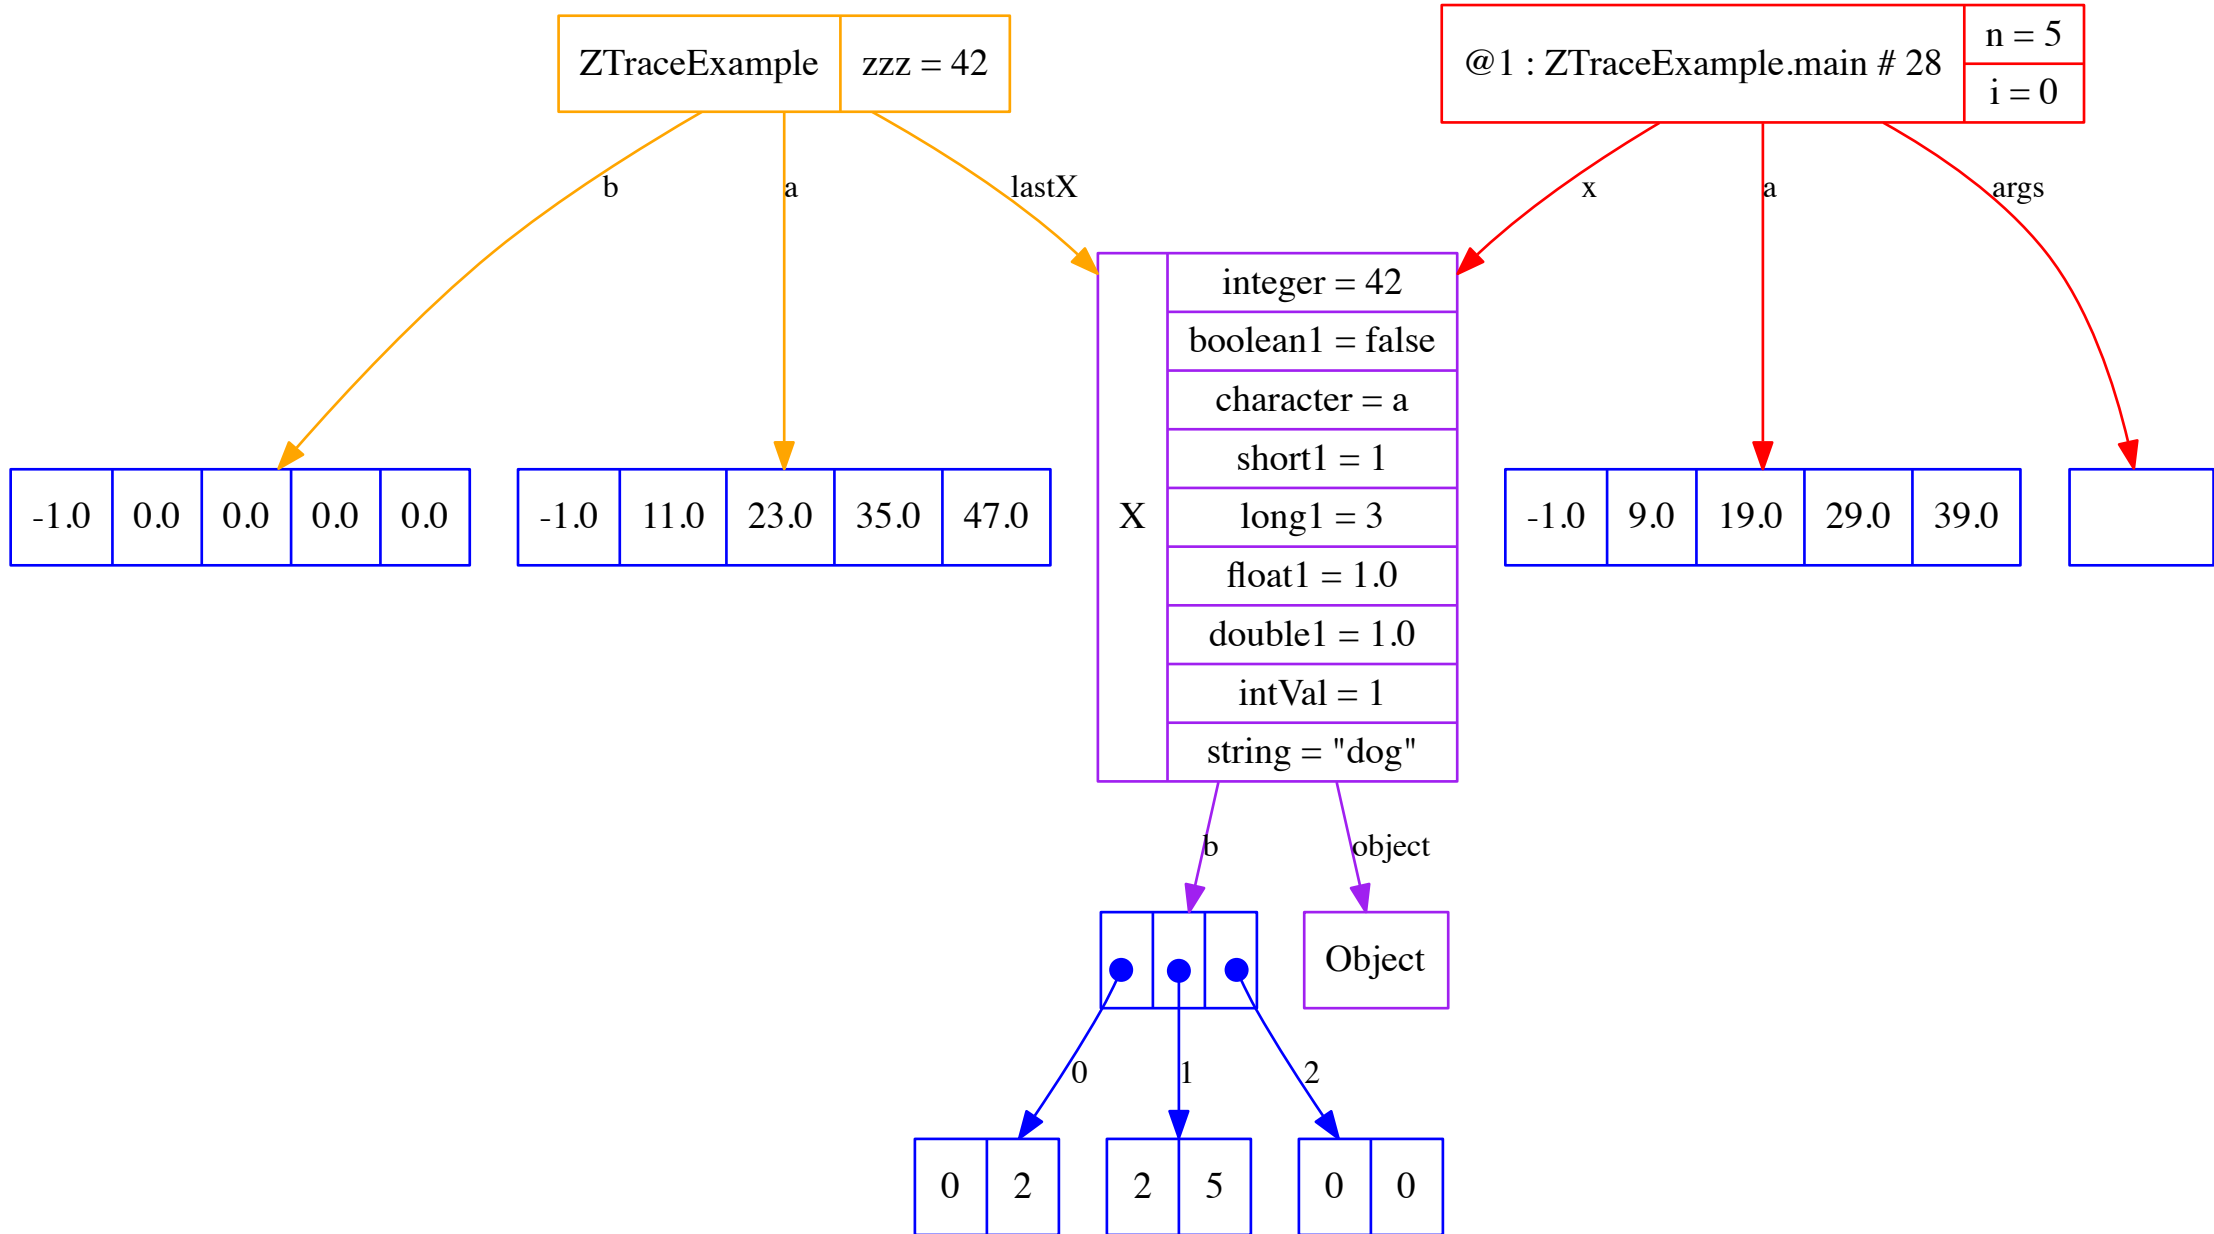 ZTraceExample
zzz = 42
@1 : ZTraceExample.main # 28
n = 5
i = 0
b
a
lastX
x
a
args
X
integer = 42
boolean1 = false
character = a
short1 = 1
long1 = 3
float1 = 1.0
double1 = 1.0
intVal = 1
string = "dog"
-1.0 0.0 0.0 0.0 0.0
-1.0 11.0 23.0 35.0 47.0
-1.0 9.0 19.0 29.0 39.0
b
object
Object
0
1
2
0 2
2 5
0 0